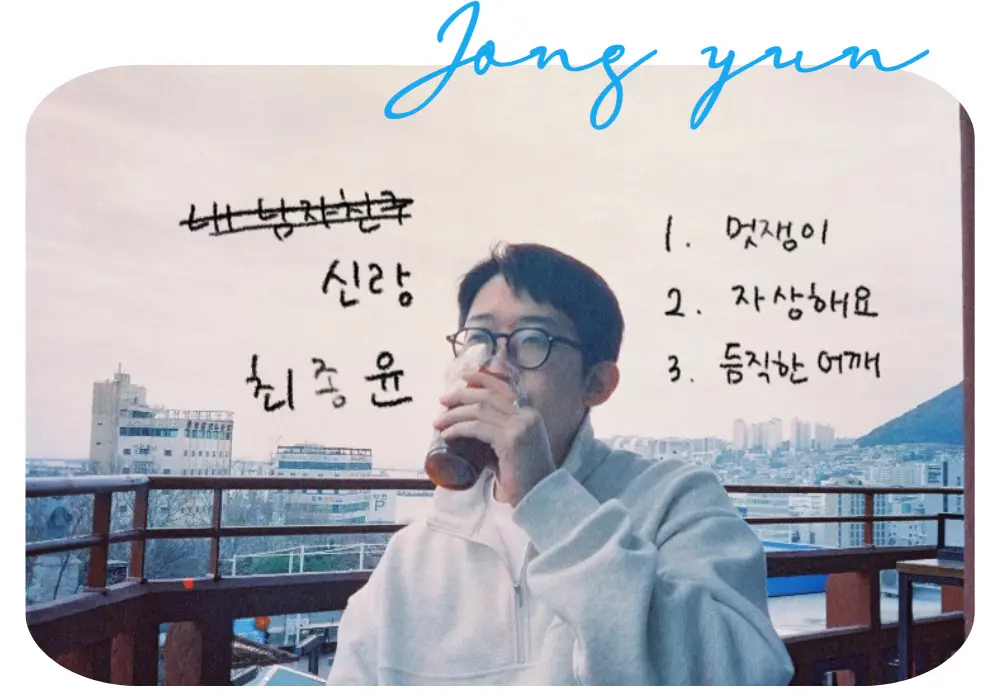 Jong yun
내 남자친구
신랑
최종윤
1. 멋쟁이
2. 자상해요
3. 듬직한 어깨
P